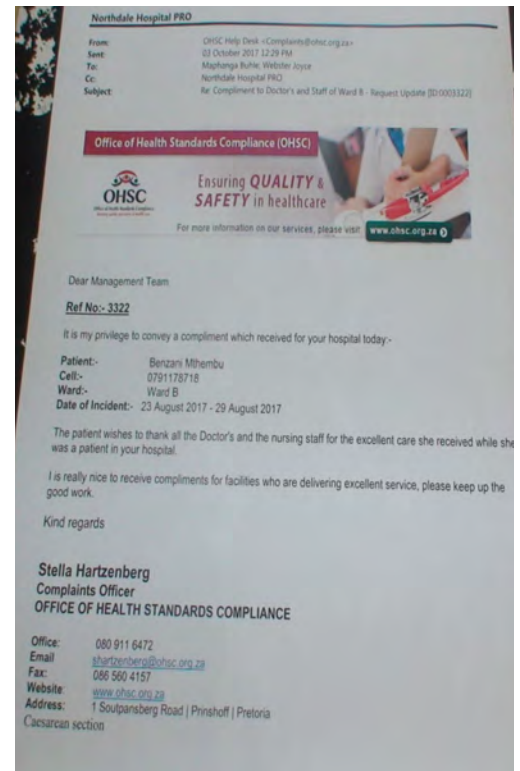 Northdale Hospital PRO
From: OHSC Help Desk <Complaints@ohsc.org.za>
Sent: 03 October 2017 12:29 PM
To: Maphanga Buhle; Webster Joyce
Cc: Northdale Hospital PRO
Subject: Re: Compliment to Doctor's and Staff of Ward B - Request Update [ID:0003322]
Office of Health Standards Compliance (OHSC)
OHSC
Ensuring QUALITY &
SAFETY in healthcare
For more information on our services, please visit www.ohsc.org.za
Dear Management Team
Ref No:- 3322
It is my privilege to convey a compliment which received for your hospital today:-
Patient:- Benzani Mthembu
Cell:- 0791178718
Ward:- Ward B
Date of Incident:- 23 August 2017 - 29 August 2017
The patient wishes to thank all the Doctor's and the nursing staff for the excellent care she received while she
was a patient in your hospital.
I is really nice to receive compliments for facilities who are delivering excellent service, please keep up the
good work.
Kind regards
Stella Hartzenberg
Complaints Officer
OFFICE OF HEALTH STANDARDS COMPLIANCE
Office: 080 911 6472
Email shartzenberg@ohsc.org.za
Fax: 086 560 4157
Website: www.ohsc.org.za
Address: 1 Soutpansberg Road | Prinshoff | Pretoria
Caesarean section